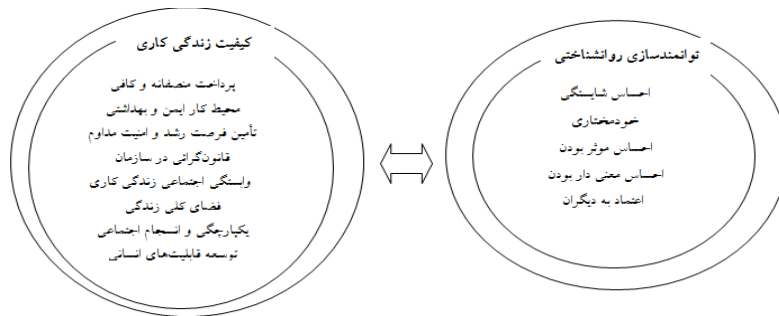 توانمندسازی روانشناختی
احساس شایستگی
خودمختاری
احساس موثر بودن
احساس معنی دار بودن
اعتماد به دیگران
کیفیت زندگی کاری
پرداخت منصفانه و کافی
محیط کار ایمن و بهداشتی
تأمین فرصت رشد و امنیت مداوم
قانون‌گرائی در سازمان
وابستگی اجتماعی زندگی کاری
فضای کلی زندگی
یکپارچگی و انسجام اجتماعی
توسعه قابلیت‌های انسانی